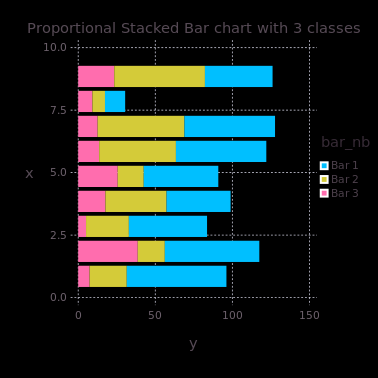 Proportional Stacked Bar chart with 3 classes
10.0
7.5
5.0
2.5
0.0
x
0 50 100 150
y
bar_nb
Bar 1
Bar 2
Bar 3